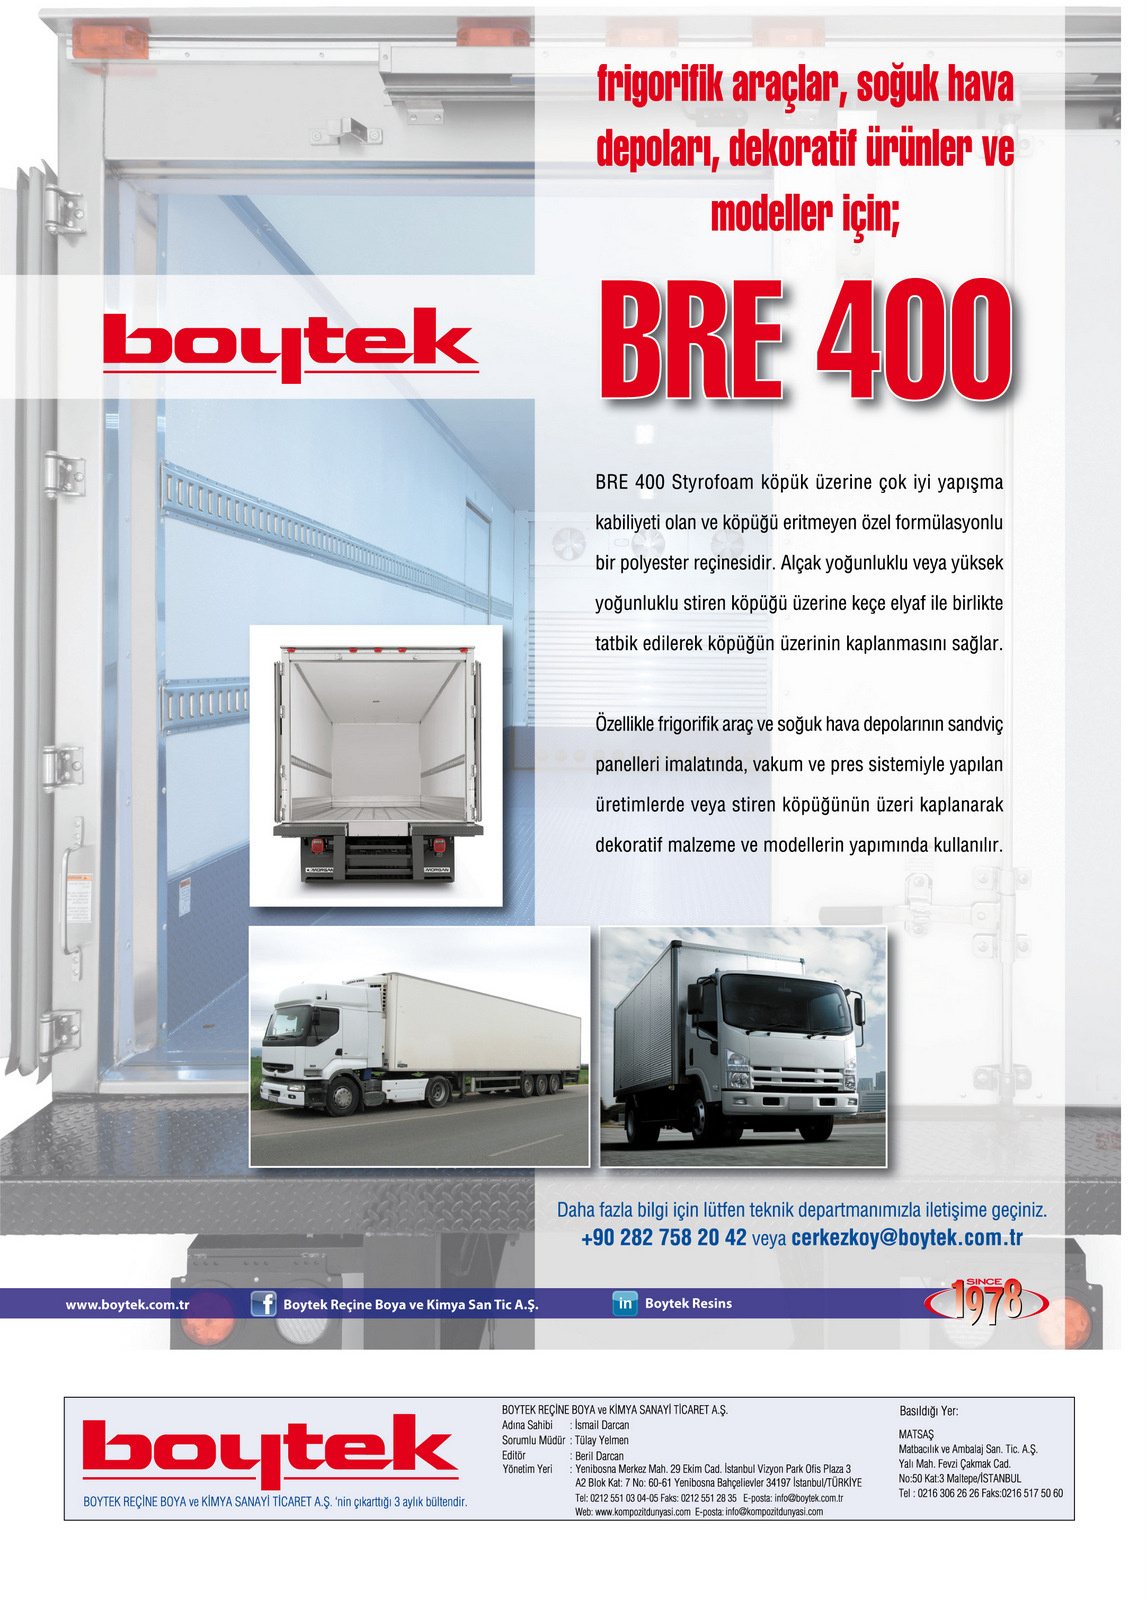 frigorifik araçlar, soğuk hava
depoları, dekoratif ürünler ve
modeller için;
boytek
BRE 400
BRE 400 Styrofoam köpük üzerine çok iyi yapışma
kabiliyeti olan ve köpüğü eritmeyen özel formülasyonlu
bir polyester reçinesidir. Alçak yoğunluklu veya yüksek
yoğunluklu stiren köpüğü üzerine keçe elyaf ile birlikte
tatbik edilerek köpüğün üzerinin kaplanmasını sağlar.
Özellikle frigorifik araç ve soğuk hava depolarının sandviç
panelleri imalatında, vakum ve pres sistemiyle yapılan
üretimlerde veya stiren köpüğünün üzeri kaplanarak
dekoratif malzeme ve modellerin yapımında kullanılır.
MORGAN MORGAN
Daha fazla bilgi için lütfen teknik departmanımızla iletişime geçiniz.
+90 282 758 20 42 veya cerkezkoy@boytek.com.tr
www.boytek.com.tr
f Boytek Reçine Boya ve Kimya San Tic A.Ş.
in Boytek Resins
SINCE
1978
boytek
BOYTEK REÇİNE BOYA ve KİMYA SANAYİ TİCARET A.Ş. 'nin çıkarttığı 3 aylık bültendir.
BOYTEK REÇİNE BOYA ve KİMYA SANAYİ TİCARET A.Ş.
Adına Sahibi : İsmail Darcan
Sorumlu Müdür : Tülay Yelmen
Editör : Beril Darcan
Yönetim Yeri : Yenibosna Merkez Mah. 29 Ekim Cad. İstanbul Vizyon Park Ofis Plaza 3
A2 Blok Kat: 7 No: 60-61 Yenibosna Bahçelievler 34197 İstanbul/TÜRKİYE
Tel: 0212 551 03 04-05 Faks: 0212 551 28 35 E-posta: info@boytek.com.tr
Web: www.kompozitdunyasi.com E-posta: info@kompozitdunyasi.com
Basıldığı Yer:
MATSAŞ
Matbacılık ve Ambalaj San. Tic. A.Ş.
Yalı Mah. Fevzi Çakmak Cad.
No:50 Kat:3 Maltepe/İSTANBUL
Tel : 0216 306 26 26 Faks:0216 517 50 60